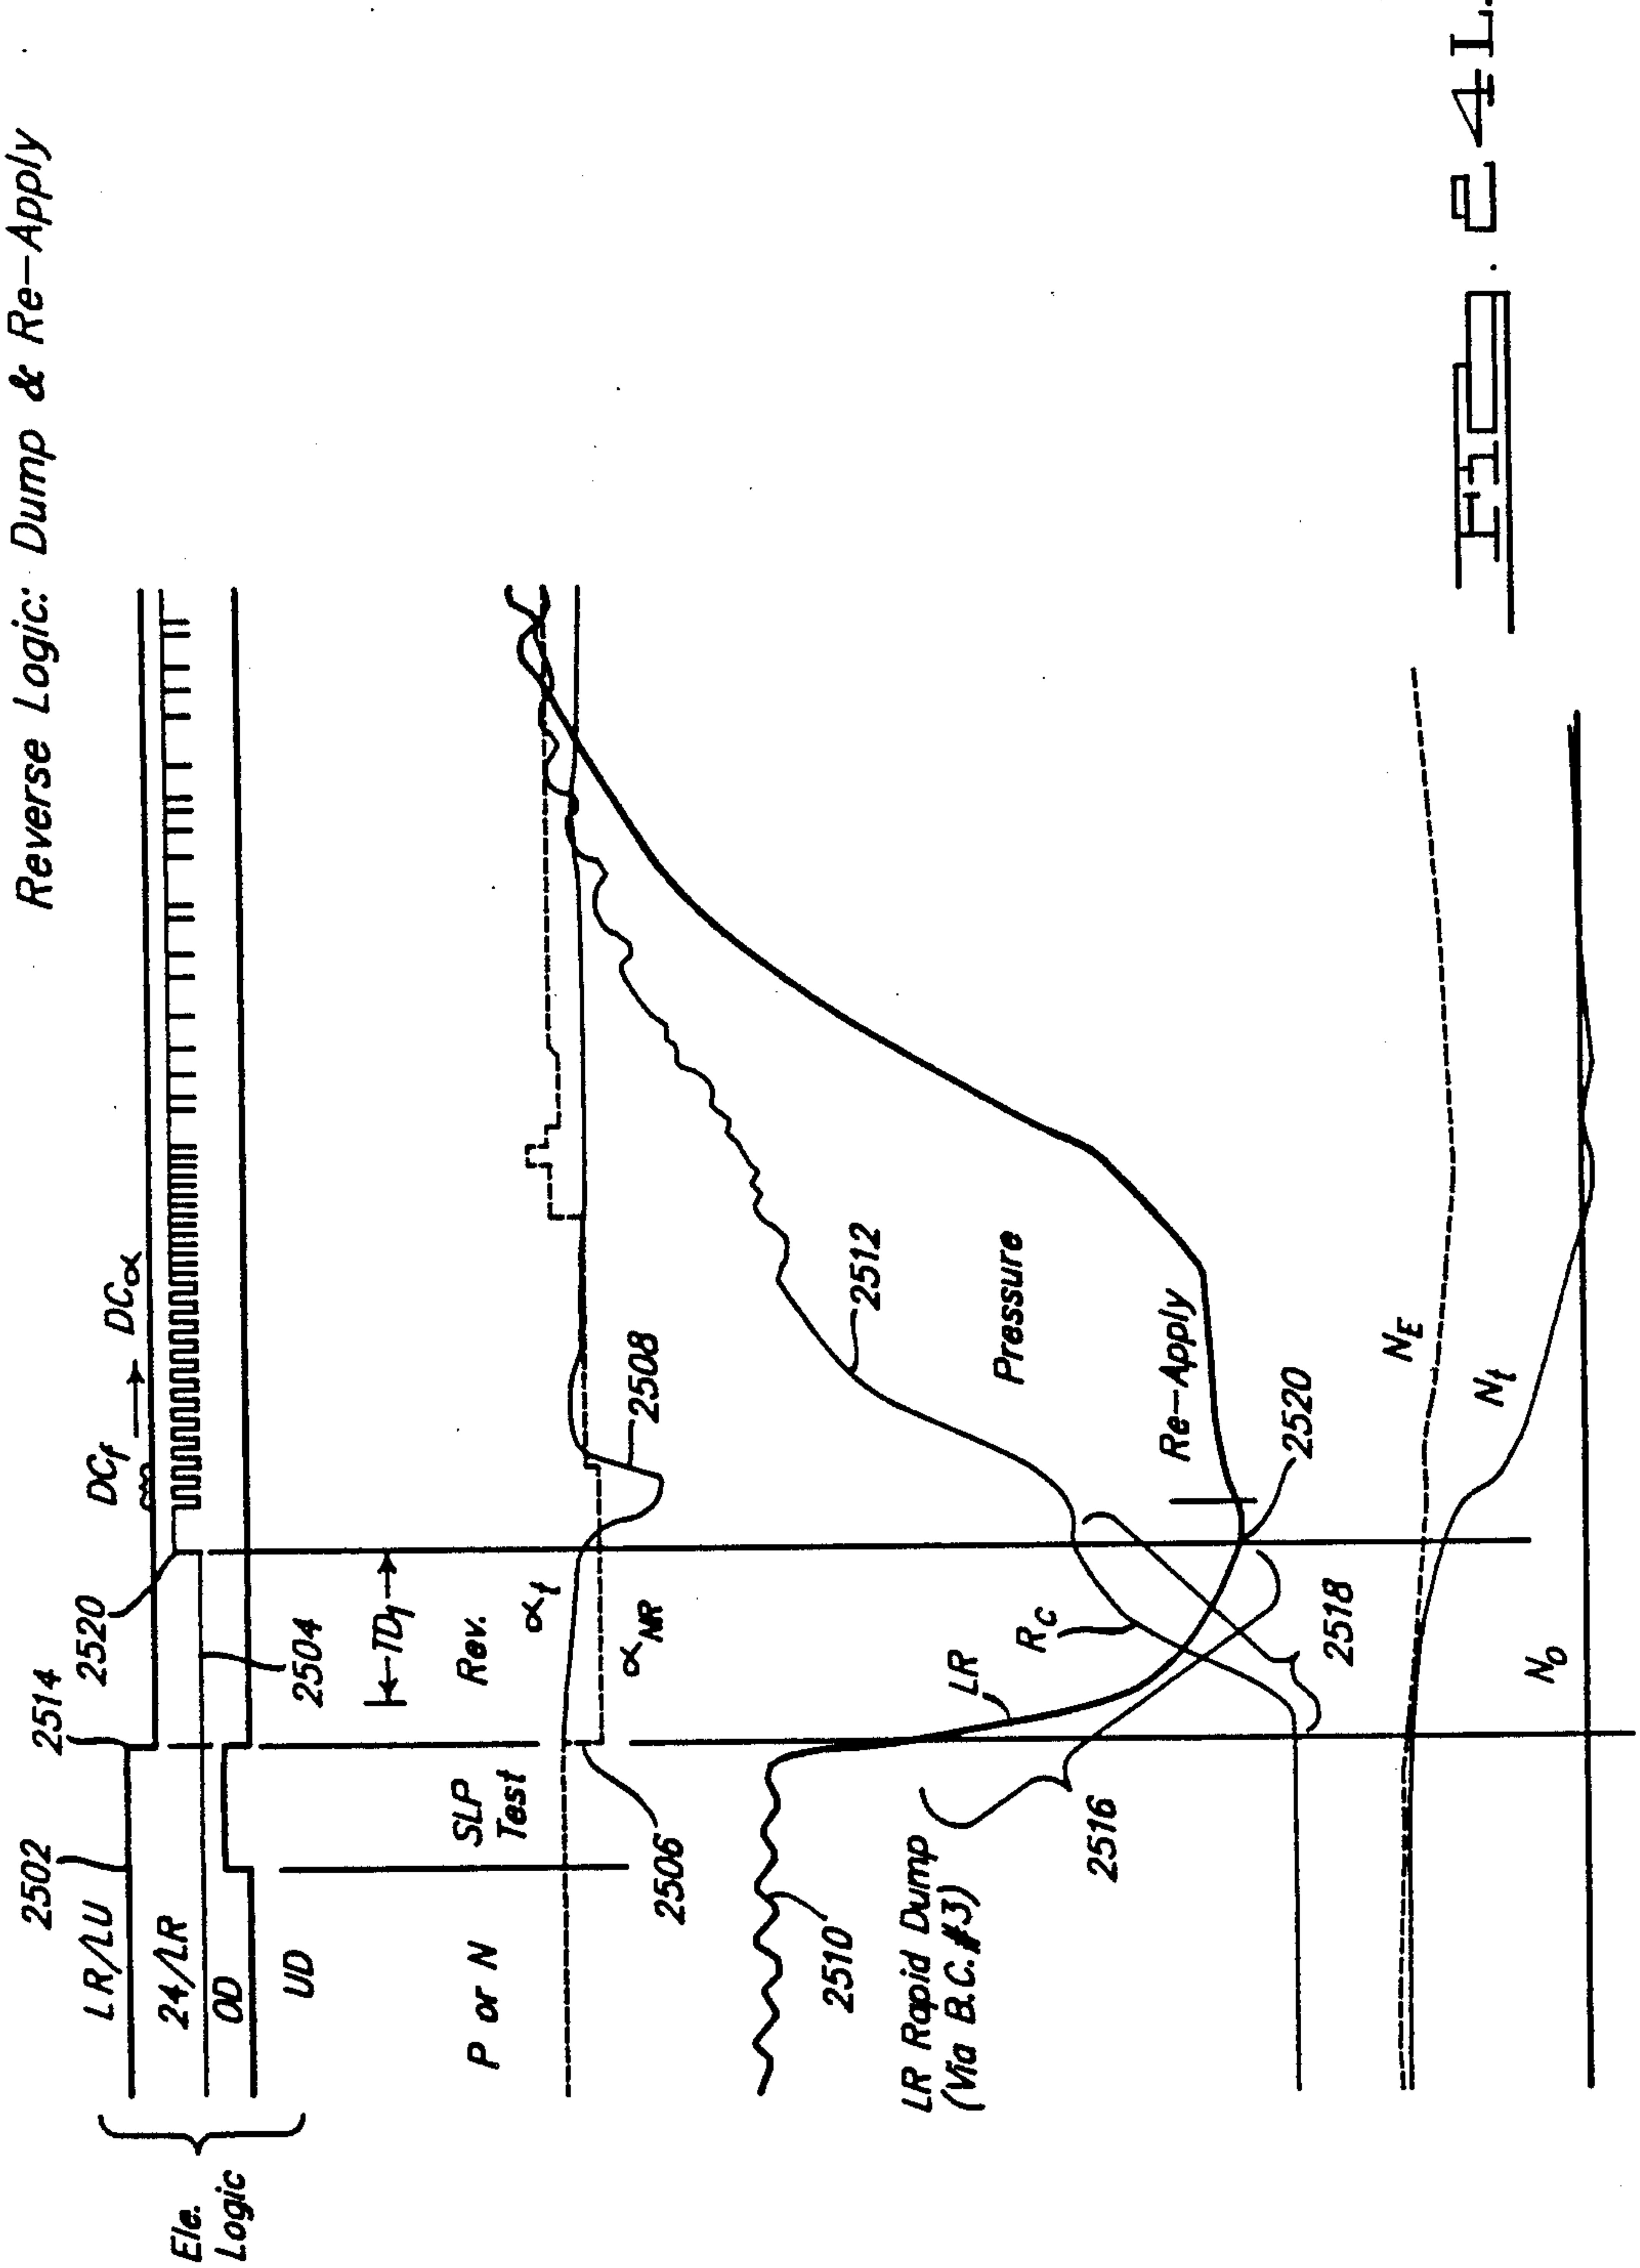 Reverse Logic: Dump & Re-Apply
Ele.
Logic
LR/LU
24/LR
OD
UD
2502
2514
2520
2504
DCf → DCα
P or N
SLP
Test
Rev.
←TD1→
αt
αNR
2506
2508
2510
2512
LR Rapid Dump
(Via B.C.#3)
2516
LR
RC
2518
Pressure
Re-Apply
2520
NE
Nt
NO
FIG. 24L.